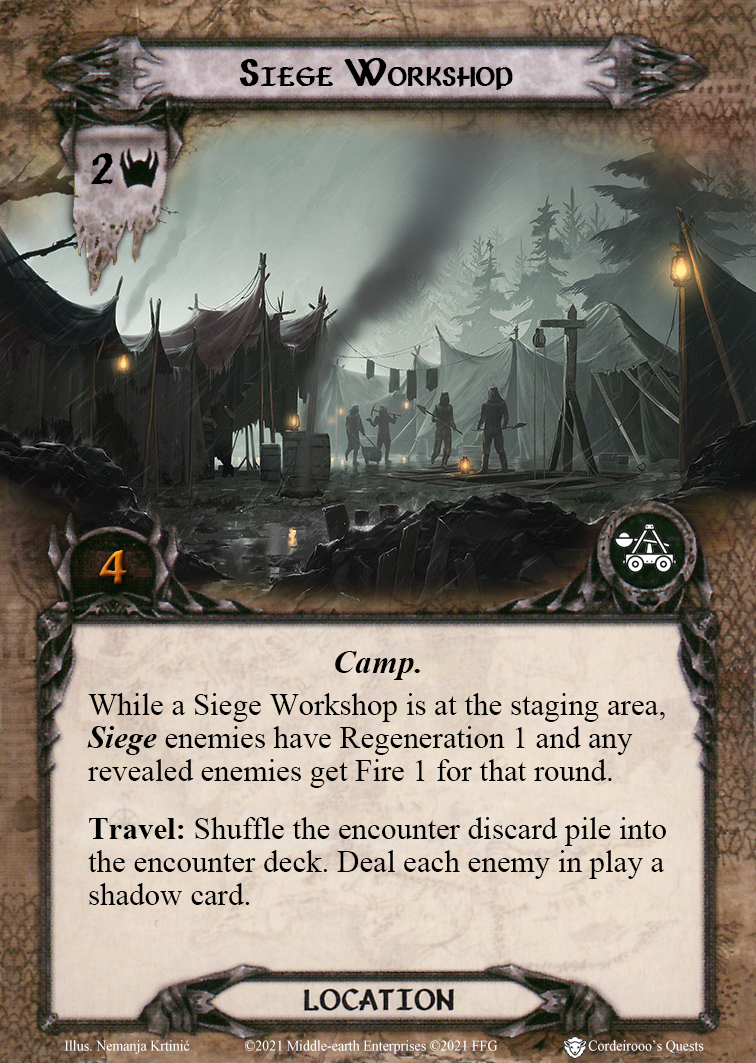 Siege Workshop
2
4
Camp.
While a Siege Workshop is at the staging area,
Siege enemies have Regeneration 1 and any
revealed enemies get Fire 1 for that round.
Travel: Shuffle the encounter discard pile into
the encounter deck. Deal each enemy in play a
shadow card.
LOCATION
Illus. Nemanja Krtinić ©2021 Middle-earth Enterprises ©2021 FFG Cordeirooo's Quests